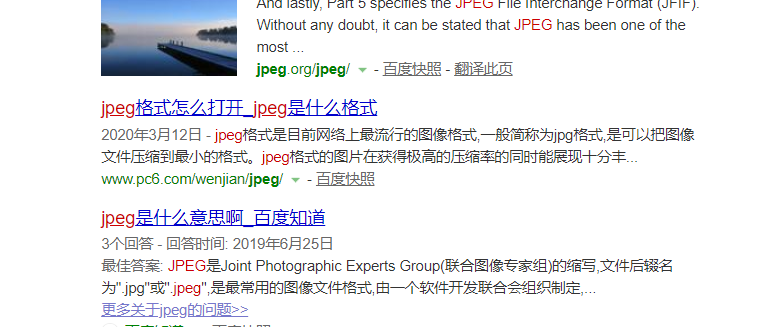 And lastly, Part 5 specifies the JPEG File Interchange Format (JFIF).
Without any doubt, it can be stated that JPEG has been one of the
most ...
jpeg.org/jpeg/ - 百度快照 - 翻译此页
jpeg格式怎么打开_jpeg是什么格式
2020年3月12日 - jpeg格式是目前网络上最流行的图像格式,一般简称为jpg格式,是可以把图像
文件压缩到最小的格式。jpeg格式的图片在获得极高的压缩率的同时能展现十分丰...
www.pc6.com/wenjian/jpeg/ - 百度快照
jpeg是什么意思啊_百度知道
3个回答 - 回答时间: 2019年6月25日
最佳答案: JPEG是Joint Photographic Experts Group(联合图像专家组)的缩写,文件后辍名
为".jpg"或".jpeg",是最常用的图像文件格式,由一个软件开发联合会组织制定,...
更多关于jpeg的问题>>